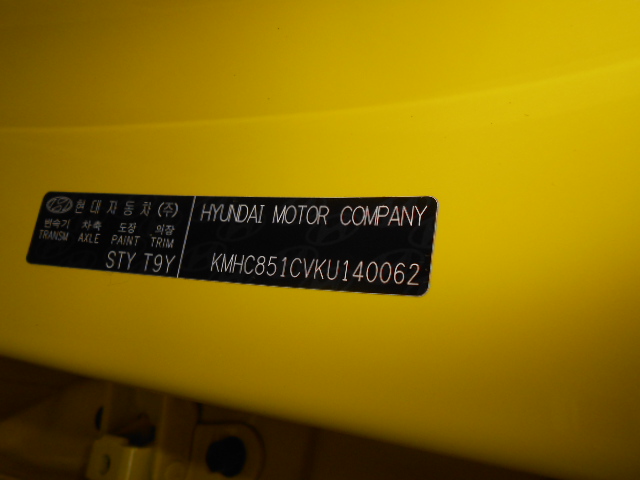 현대자동차(주)
변속기 차축 도장 의장
TRANSM AXLE PAINT TRIM
STY T9Y
HYUNDAI MOTOR COMPANY
KMHC851CVKU140062